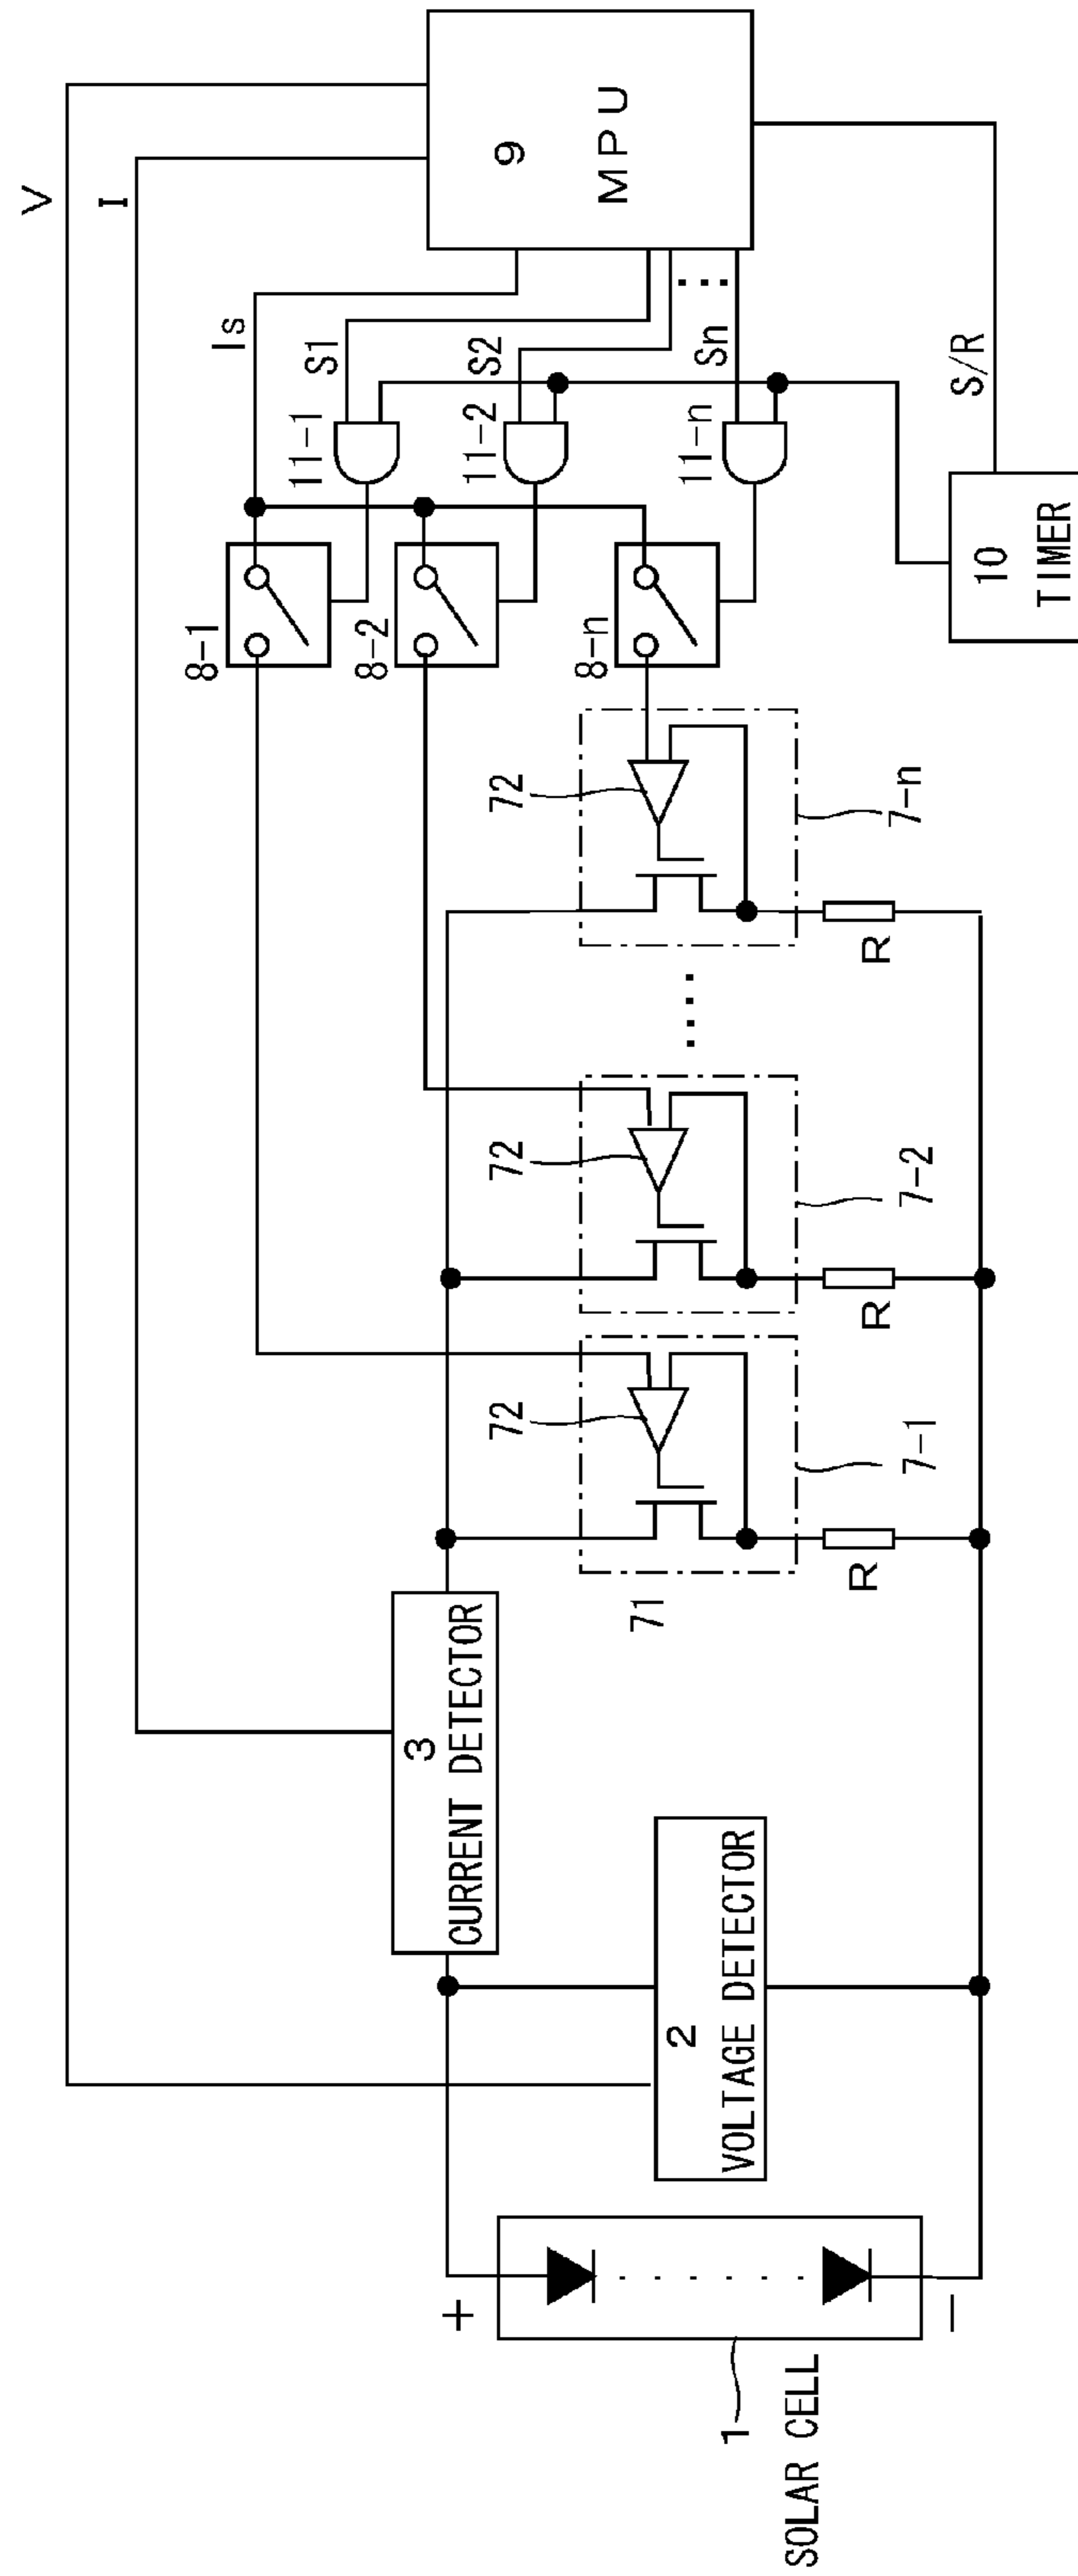 V
I
Is
S1
S2
Sn
9
MPU
S/R
11-1
11-2
11-n
8-1
8-2
8-n
10
TIMER
72
72
72
7-n
7-2
7-1
71
R
R
R
3
CURRENT DETECTOR
2
VOLTAGE DETECTOR
+
−
1
SOLAR CELL